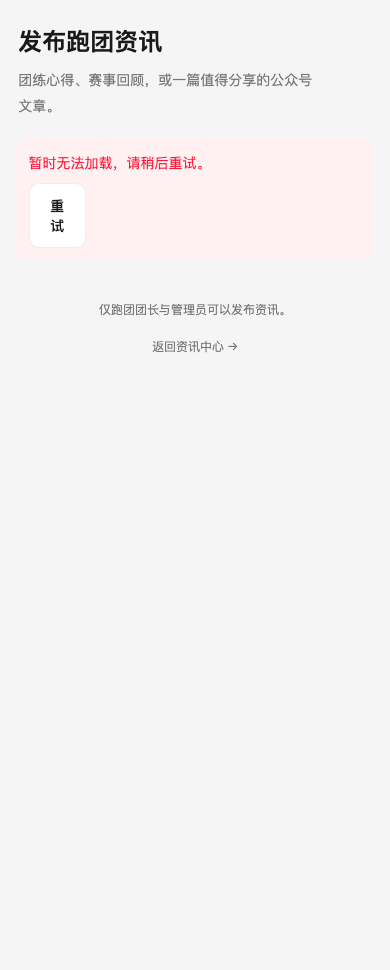 发布跑团资讯
团练心得、赛事回顾，或一篇值得分享的公众号
文章。
暂时无法加载，请稍后重试。
重
试
仅跑团团长与管理员可以发布资讯。
返回资讯中心 →